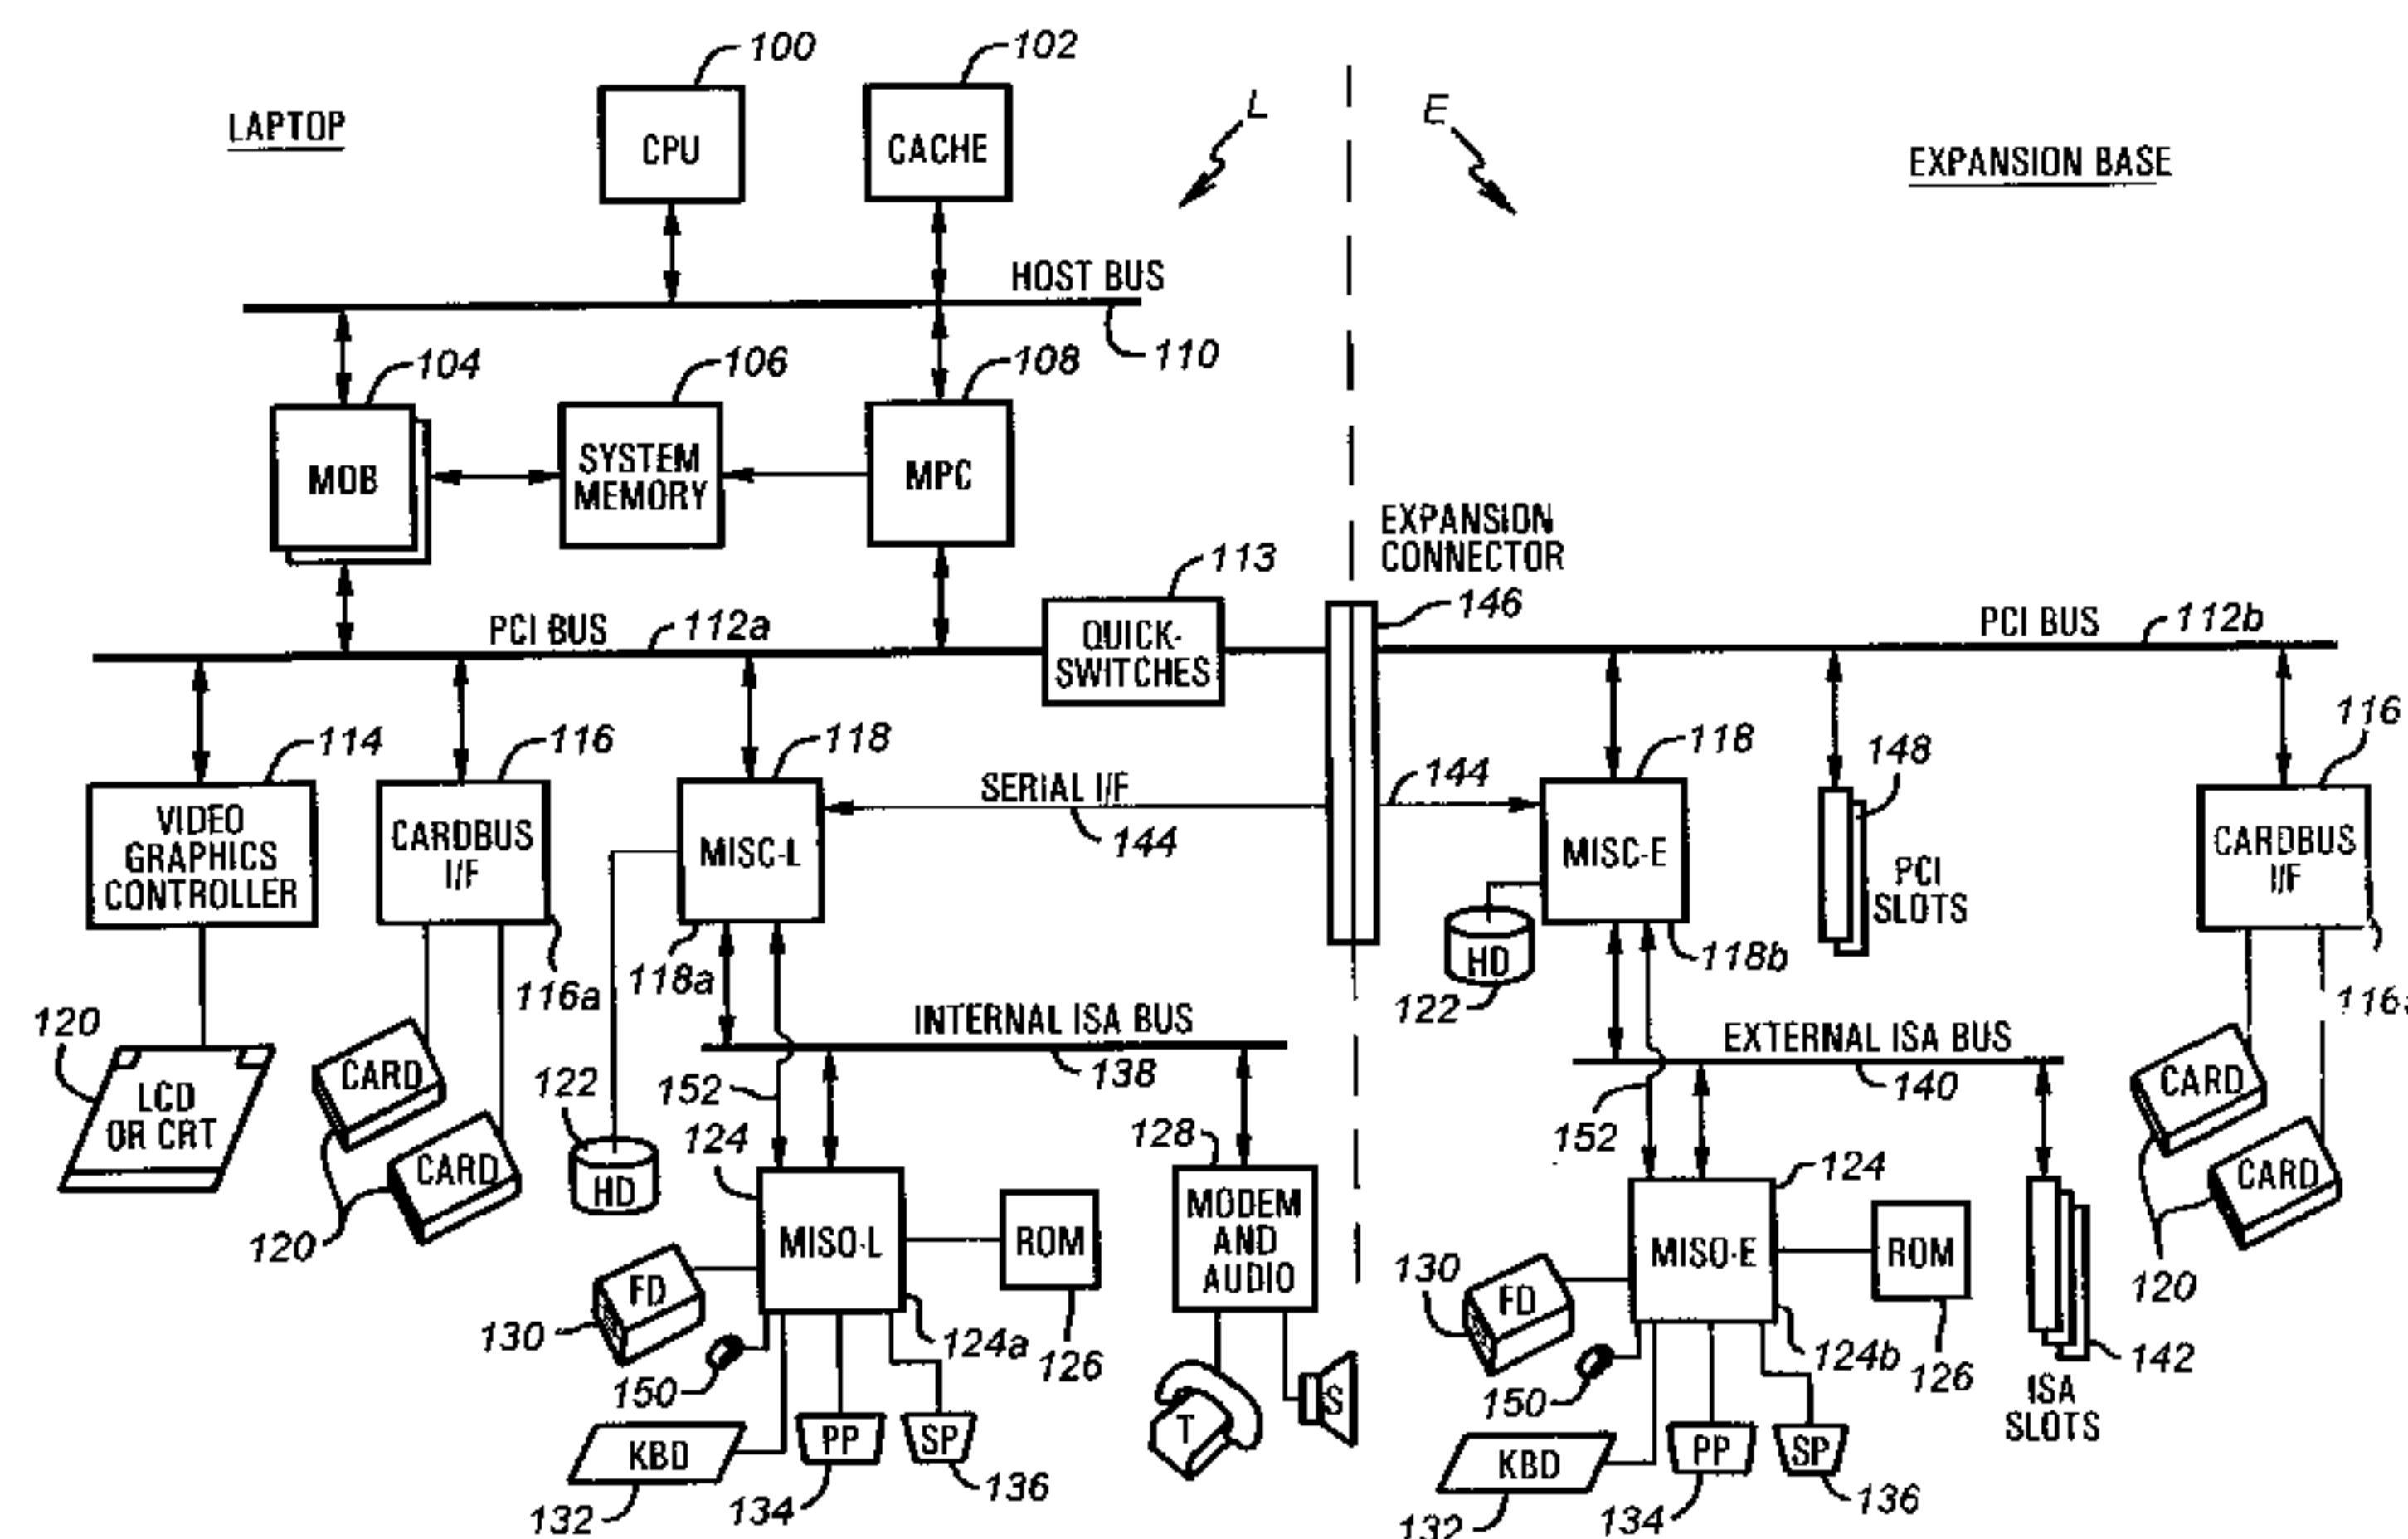 100
102
LAPTOP
CPU
CACHE
L
E
EXPANSION BASE
HOST BUS
110
104
106
108
MOB
SYSTEM
MEMORY
MPC
EXPANSION
CONNECTOR
113
146
PCI BUS
112a
QUICK-
SWITCHES
PCI BUS
112b
114
116
118
118
148
116
SERIAL I/F
144
144
VIDEO
GRAPHICS
CONTROLLER
CARDBUS
I/F
MISC-L
MISC-E
PCI
SLOTS
CARDBUS
I/F
118a
116a
HD
122
118b
116
120
INTERNAL ISA BUS
138
EXTERNAL ISA BUS
140
LCD
OR CRT
CARD
CARD
120
122
HD
152
124
128
152
124
CARD
CARD
120
MISO-L
ROM
MODEM
AND
AUDIO
MISO-E
ROM
FD
130
124a
126
130
FD
124b
126
142
ISA
SLOTS
150
150
KBD
132
PP
134
SP
136
T
S
KBD
132
PP
134
SP
136